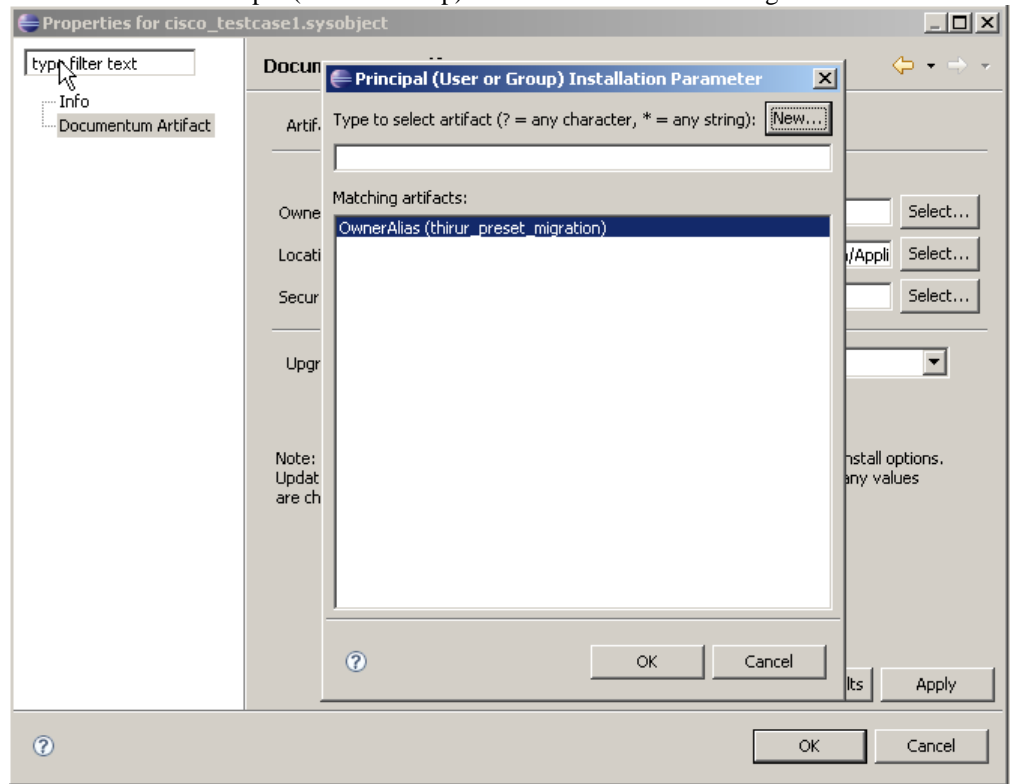 Properties for cisco_testcase1.sysobject
type filter text
Info
Documentum Artifact
Docum
Principal (User or Group) Installation Parameter
Artif
Type to select artifact (? = any character, * = any string):
New...
Matching artifacts:
OwnerAlias (thirur_preset_migration)
Owne
Select...
Locati
/Appli
Select...
Secur
Select...
Upgr
Note:
nstall options.
Updat
any values
are ch
OK
Cancel
lts
Apply
OK
Cancel